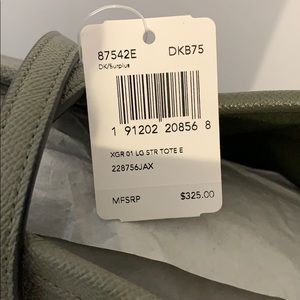 87542E DKB75
DK/Surplus
1 91202 20856 8
XGR 01 LG STR TOTE E
228756JAX
MFSRP $325.00